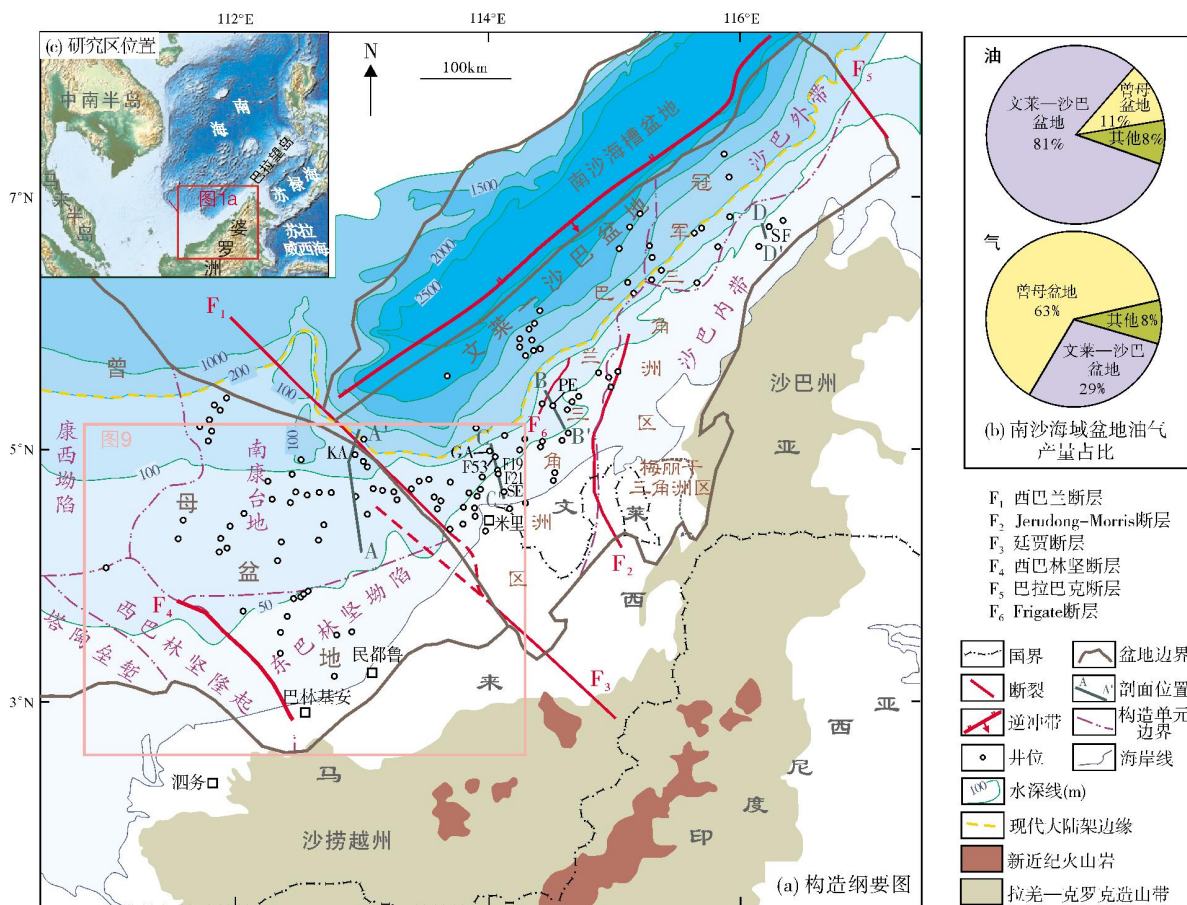 112°E
114°E
116°E
(c) 研究区位置
中南半岛
南
海
巴拉望岛
苏禄海
马来半岛
图1a
婆
罗
洲
苏拉
威西海
N
100km
7°N
5°N
3°N
F₁
F₂
F₃
F₄
F₅
F₆
1500
2000
2500
1000
200
100
100
100
50
南沙海槽盆地
文莱—沙巴盆地
沙巴外带
沙巴内带
冠军三角洲区
巴兰三角洲区
梅丽干
三角洲区
曾母盆地
康西坳陷
南康台地
西巴林坚隆起
东巴林坚坳陷
塔陶垒堑
图9
KA
A'
A
B
B'
PE
C
C'
GA
F53
F19
F21
SE
D
D'
SF
米里
民都鲁
巴林基安
泗务
文莱
沙巴州
沙捞越州
马来西亚
印度尼西亚
(a) 构造纲要图
油
文莱—沙巴
盆地
81%
曾母
盆地
11%
其他8%
气
曾母盆地
63%
其他8%
文莱—沙巴
盆地
29%
(b) 南沙海域盆地油气
产量占比
F₁ 西巴兰断层
F₂ Jerudong-Morris断层
F₃ 延贾断层
F₄ 西巴林坚断层
F₅ 巴拉巴克断层
F₆ Frigate断层
国界
盆地边界
断裂
A A' 剖面位置
逆冲带
构造单元
边界
井位
海岸线
100 水深线(m)
现代大陆架边缘
新近纪火山岩
拉羌—克罗克造山带